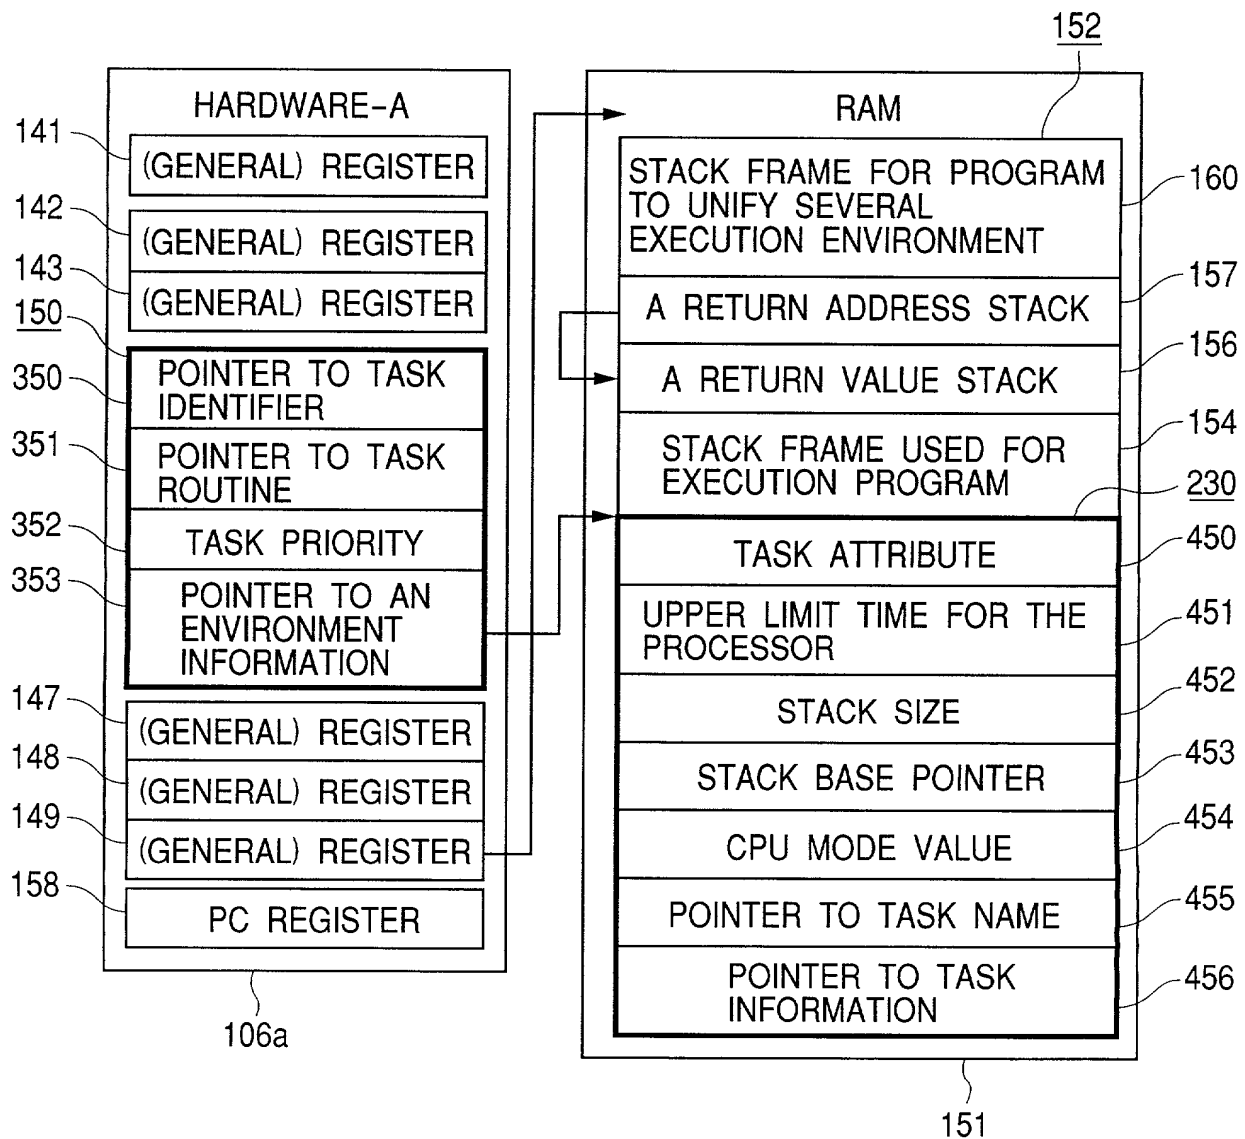 152
HARDWARE-A
141
(GENERAL) REGISTER
142
(GENERAL) REGISTER
143
(GENERAL) REGISTER
150
350
POINTER TO TASK
IDENTIFIER
351
POINTER TO TASK
ROUTINE
352
TASK PRIORITY
353
POINTER TO AN
ENVIRONMENT
INFORMATION
147
(GENERAL) REGISTER
148
(GENERAL) REGISTER
149
(GENERAL) REGISTER
158
PC REGISTER
106a
RAM
STACK FRAME FOR PROGRAM
TO UNIFY SEVERAL
EXECUTION ENVIRONMENT
160
A RETURN ADDRESS STACK
157
A RETURN VALUE STACK
156
STACK FRAME USED FOR
EXECUTION PROGRAM
154
230
TASK ATTRIBUTE
450
UPPER LIMIT TIME FOR THE
PROCESSOR
451
STACK SIZE
452
STACK BASE POINTER
453
CPU MODE VALUE
454
POINTER TO TASK NAME
455
POINTER TO TASK
INFORMATION
456
151